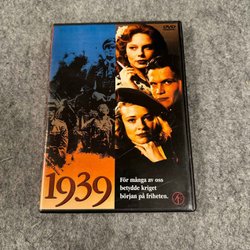 DVD
1939
För många av oss
betydde kriget
början på friheten.